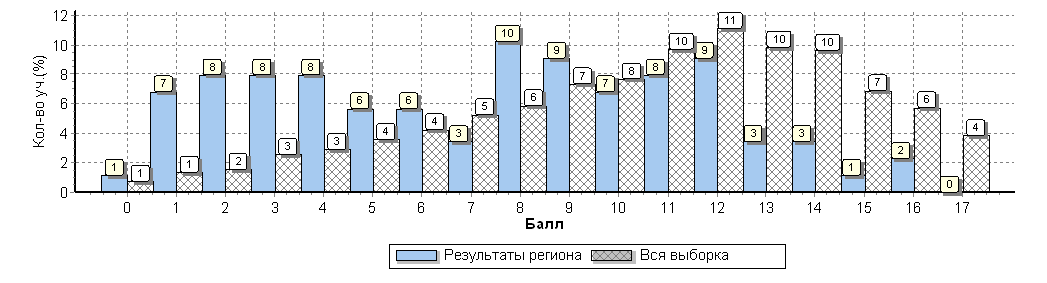 Кол-во уч.(%)
12
10
8
6
4
2
0
1 1 7 1 8 2 8 3 8 3 6 4 6 4 3 5 10 6 9 7 7 8 8 10 9 11 3 10 3 10 1 7 2 6 0 4
0 1 2 3 4 5 6 7 8 9 10 11 12 13 14 15 16 17
Балл
Результаты региона Вся выборка